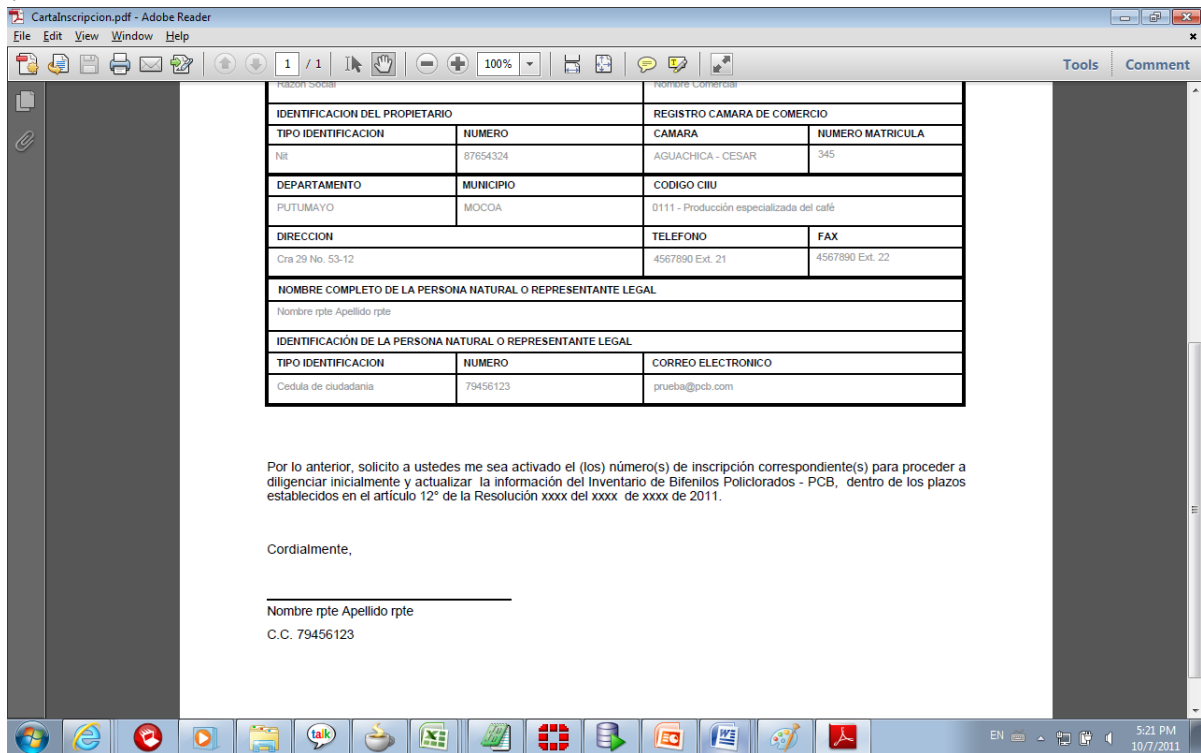 CartaInscripcion.pdf - Adobe Reader
File Edit View Window Help
1 / 1 100% Tools Comment
Razón Social Nombre Comercial
IDENTIFICACION DEL PROPIETARIO REGISTRO CAMARA DE COMERCIO
TIPO IDENTIFICACION NUMERO CAMARA NUMERO MATRICULA
Nit 87654324 AGUACHICA - CESAR 345
DEPARTAMENTO MUNICIPIO CODIGO CIIU
PUTUMAYO MOCOA 0111 - Producción especializada del café
DIRECCION TELEFONO FAX
Cra 29 No. 53-12 4567890 Ext. 21 4567890 Ext. 22
NOMBRE COMPLETO DE LA PERSONA NATURAL O REPRESENTANTE LEGAL
Nombre rpte Apellido rpte
IDENTIFICACIÓN DE LA PERSONA NATURAL O REPRESENTANTE LEGAL
TIPO IDENTIFICACION NUMERO CORREO ELECTRONICO
Cedula de ciudadania 79456123 prueba@pcb.com
Por lo anterior, solicito a ustedes me sea activado el (los) número(s) de inscripción correspondiente(s) para proceder a
diligenciar inicialmente y actualizar la información del Inventario de Bifenilos Policlorados - PCB, dentro de los plazos
establecidos en el artículo 12° de la Resolución xxxx del xxxx de xxxx de 2011.
Cordialmente,
Nombre rpte Apellido rpte
C.C. 79456123
talk
EN 5:21 PM
10/7/2011